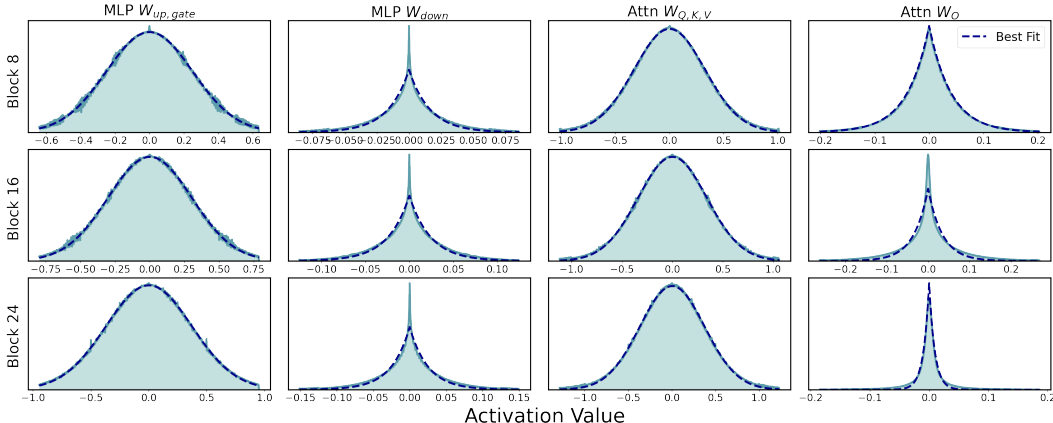 MLP W_{up,gate} MLP W_{down} Attn W_{Q,K,V} Attn W_O
Block 8
Best Fit
−0.6 −0.4 −0.2 0.0 0.2 0.4 0.6
−0.075 −0.050 −0.025 0.000 0.025 0.050 0.075
−1.0 −0.5 0.0 0.5 1.0
−0.2 −0.1 0.0 0.1 0.2
Block 16
−0.75 −0.50 −0.25 0.00 0.25 0.50 0.75
−0.10 −0.05 0.00 0.05 0.10
−1.0 −0.5 0.0 0.5 1.0
−0.2 −0.1 0.0 0.1 0.2
Block 24
−1.0 −0.5 0.0 0.5 1.0
−0.15 −0.10 −0.05 0.00 0.05 0.10 0.15
−1.0 −0.5 0.0 0.5 1.0
−0.2 −0.1 0.0 0.1 0.2
Activation Value